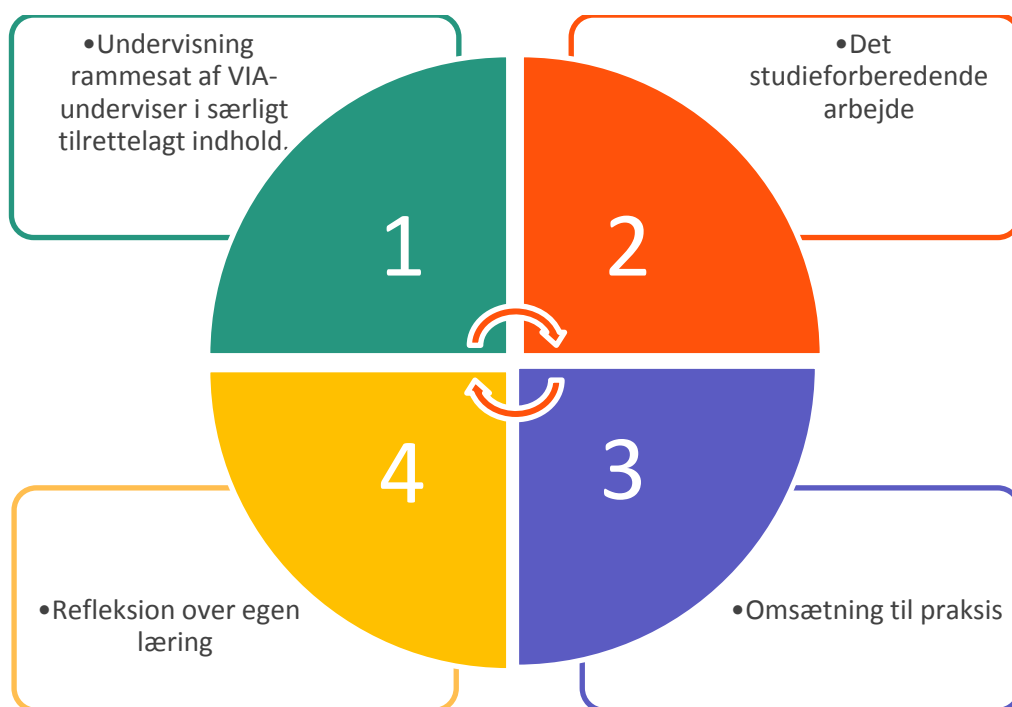 •Undervisning
rammesat af VIA-
underviser i særligt
tilrettelagt indhold.
•Det
studieforberedende
arbejde
1
2
4
3
•Refleksion over egen
læring
•Omsætning til praksis